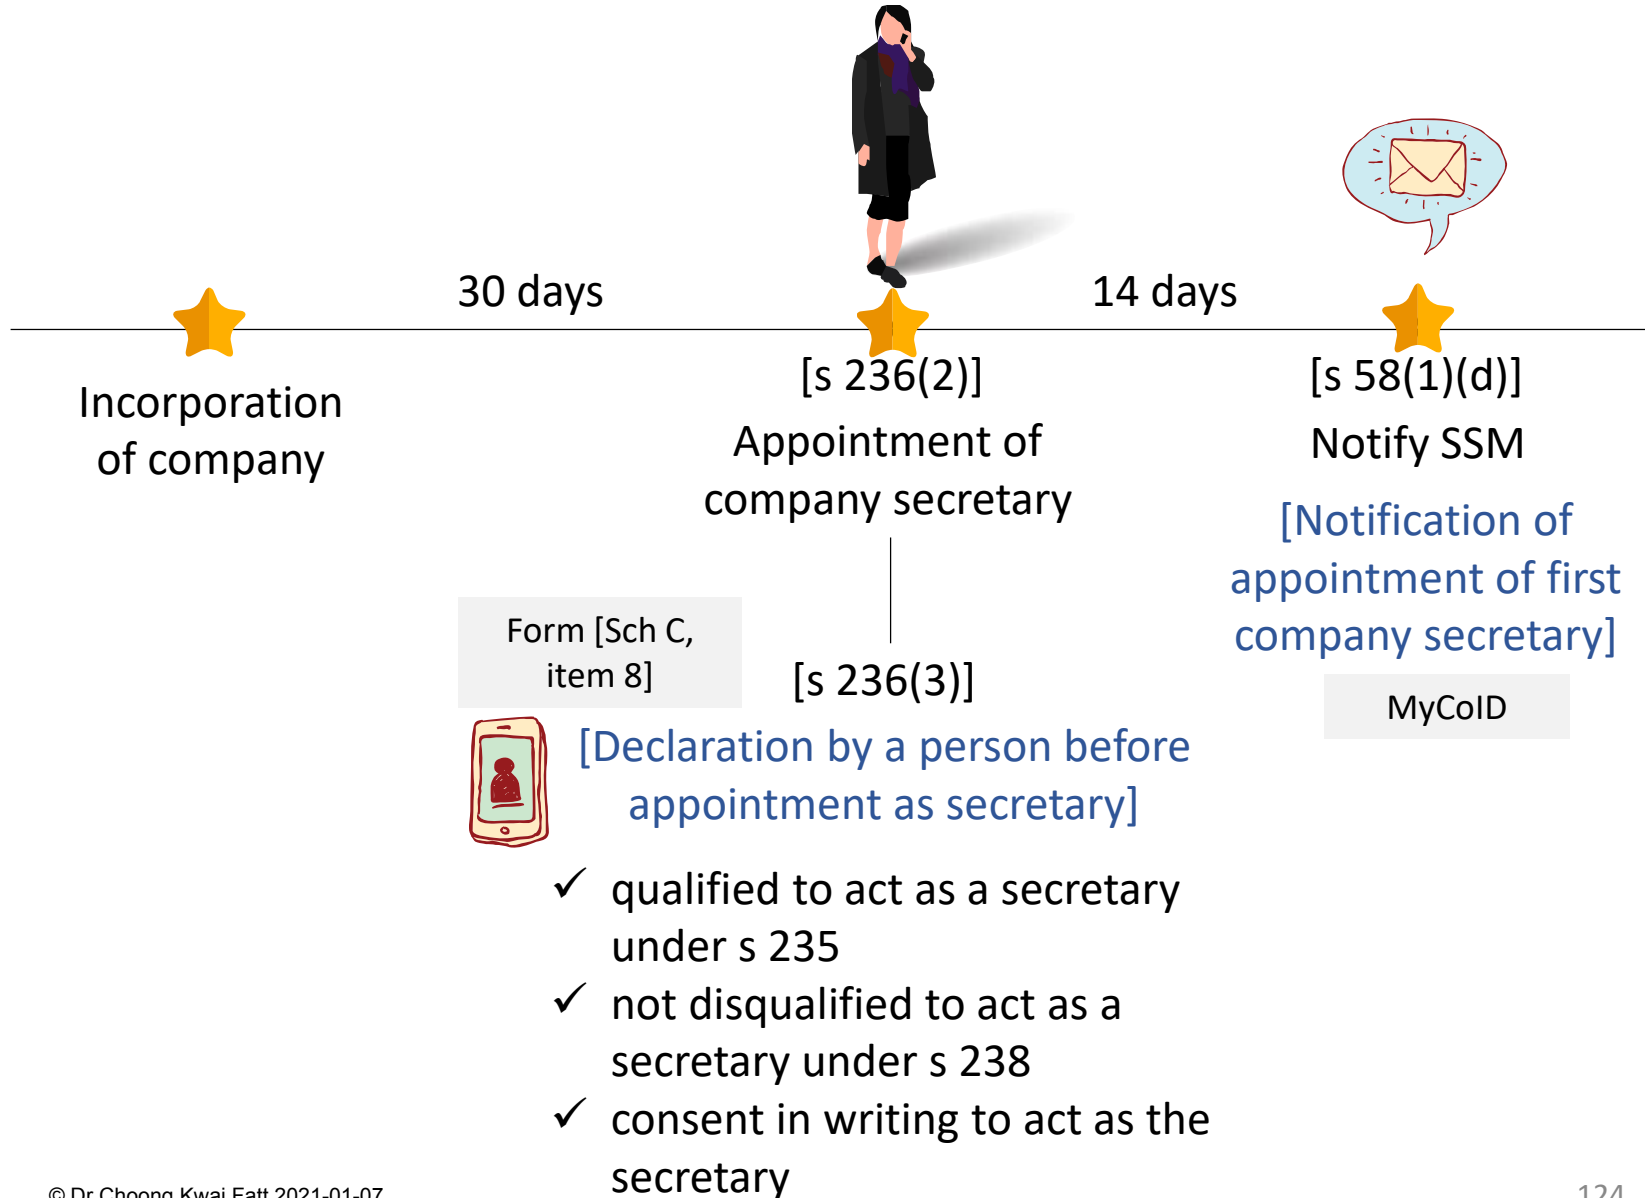 30 days
14 days
Incorporation
of company
[s 236(2)]
Appointment of
company secretary
[s 58(1)(d)]
Notify SSM
[Notification of
appointment of first
company secretary]
MyCoID
Form [Sch C,
item 8]
[s 236(3)]
[Declaration by a person before
appointment as secretary]
✓ qualified to act as a secretary
under s 235
✓ not disqualified to act as a
secretary under s 238
✓ consent in writing to act as the
secretary
© Dr Choong Kwai Fatt 2021-01-07
124